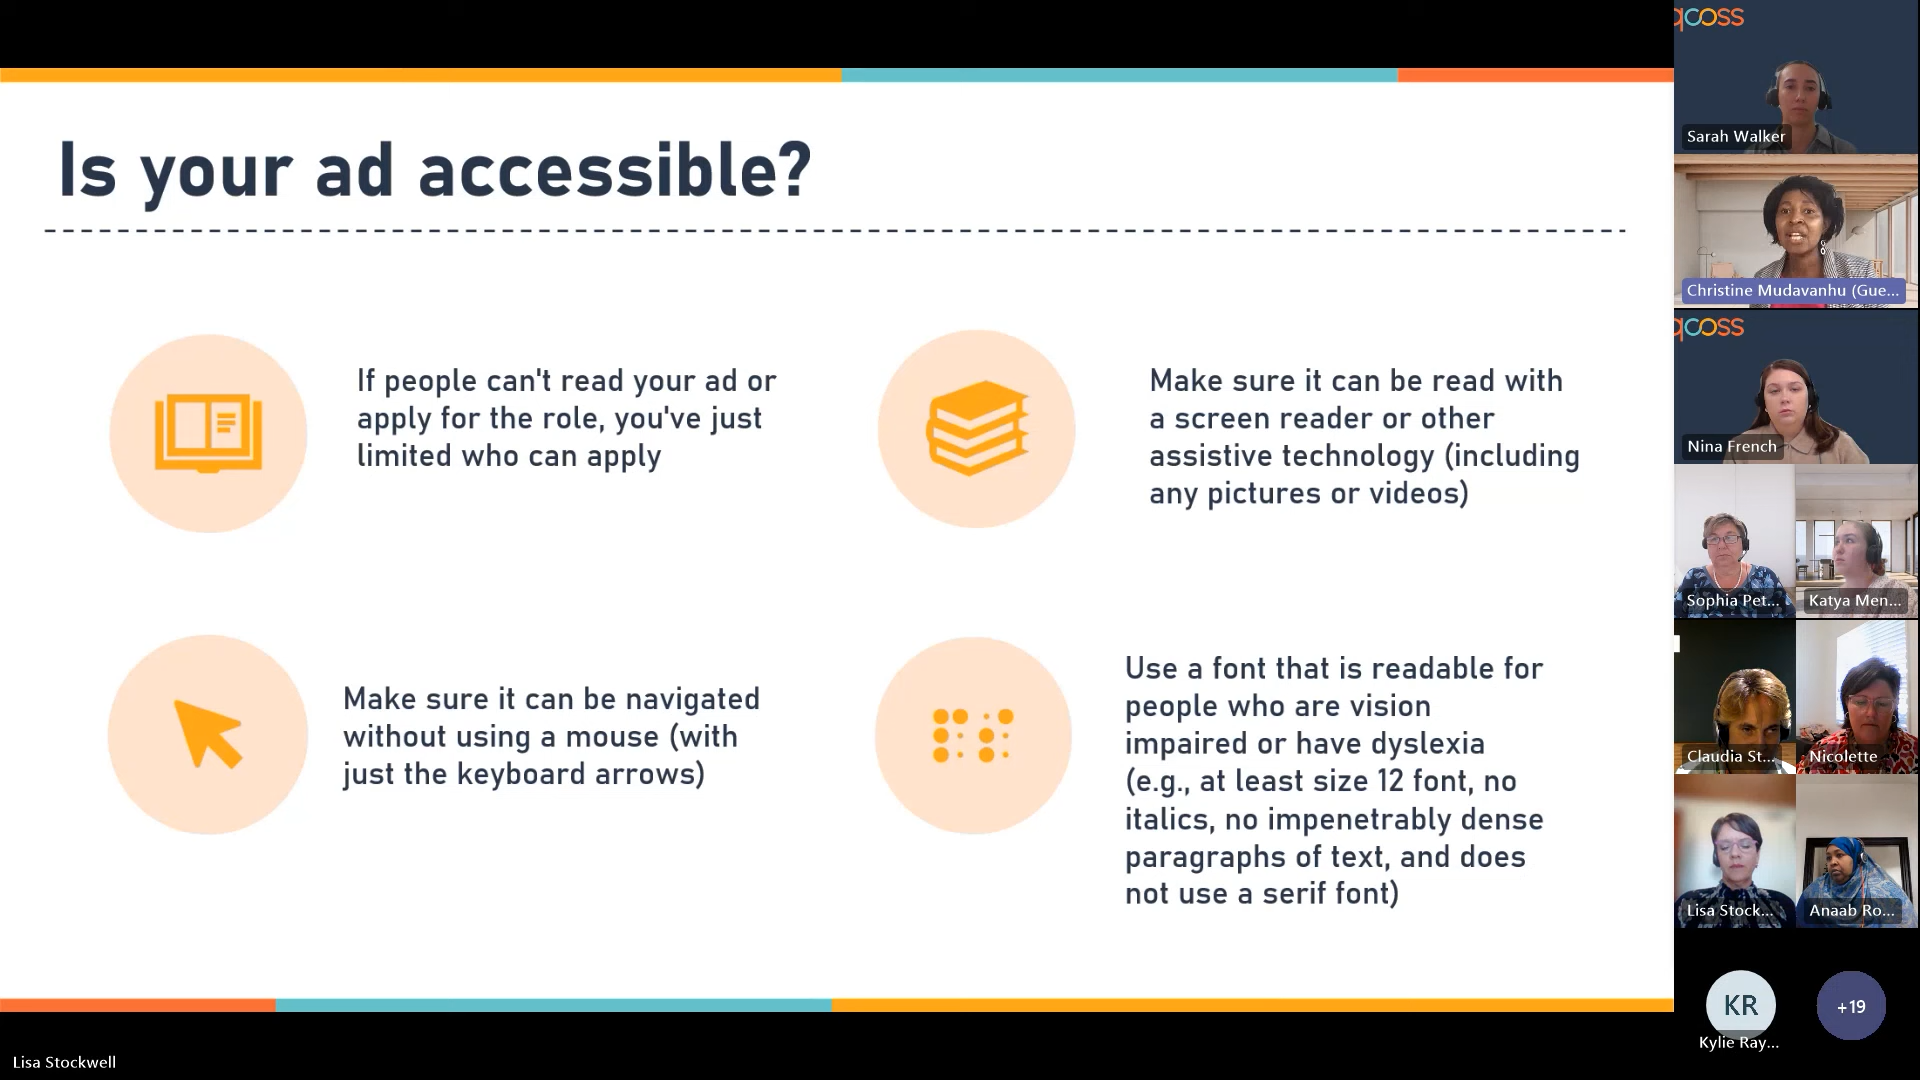 Is your ad accessible?
If people can't read your ad or
apply for the role, you've just
limited who can apply
Make sure it can be read with
a screen reader or other
assistive technology (including
any pictures or videos)
Make sure it can be navigated
without using a mouse (with
just the keyboard arrows)
Use a font that is readable for
people who are vision
impaired or have dyslexia
(e.g., at least size 12 font, no
italics, no impenetrably dense
paragraphs of text, and does
not use a serif font)
qcoss
Sarah Walker
Christine Mudavanhu (Gue...
qcoss
Nina French
Sophia Pet...
Katya Men...
Claudia St...
Nicolette
Lisa Stock...
Anaab Ro...
KR
+19
Kylie Ray...
Lisa Stockwell